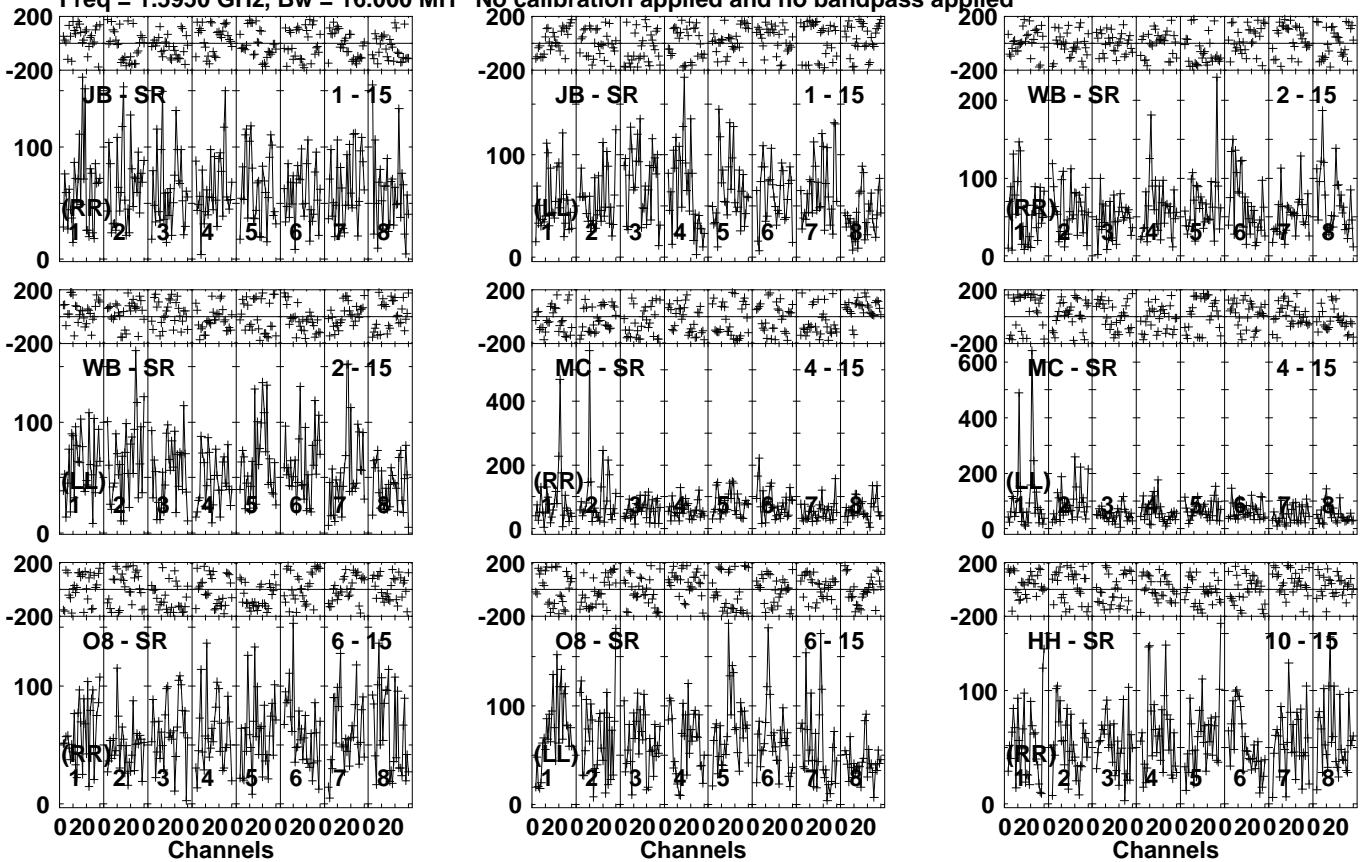 Freq = 1.5950 GHz, Bw = 16.000 MH No calibration applied and no bandpass applied
200 200 200
-200 -200 -200
JB - SR 1 - 15 JB - SR 1 - 15 WB - SR 2 - 15
200
100 100 100
(RR) (LL) (RR)
1 2 3 4 5 6 7 8 1 2 3 4 5 6 7 8 1 2 3 4 5 6 7 8
0 0 0
200 200 200
-200 -200 -200
WB - SR 2 - 15 MC - SR 4 - 15 MC - SR 4 - 15
600
100 400 400
200 200
(LL) (RR) (LL)
1 2 3 4 5 6 7 8 1 2 3 4 5 6 7 8 1 2 3 4 5 6 7 8
0 0 0
200 200 200
-200 -200 -200
O8 - SR 6 - 15 O8 - SR 6 - 15 HH - SR 10 - 15
100 100 100
(RR) (LL) (RR)
1 2 3 4 5 6 7 8 1 2 3 4 5 6 7 8 1 2 3 4 5 6 7 8
0 0 0
0 20 0 20 0 20 0 20 0 20 0 20 0 20 0 20 0 20 0 20 0 20 0 20 0 20 0 20 0 20 0 20 0 20 0 20 0 20 0 20 0 20 0 20 0 20 0 20
Channels Channels Channels